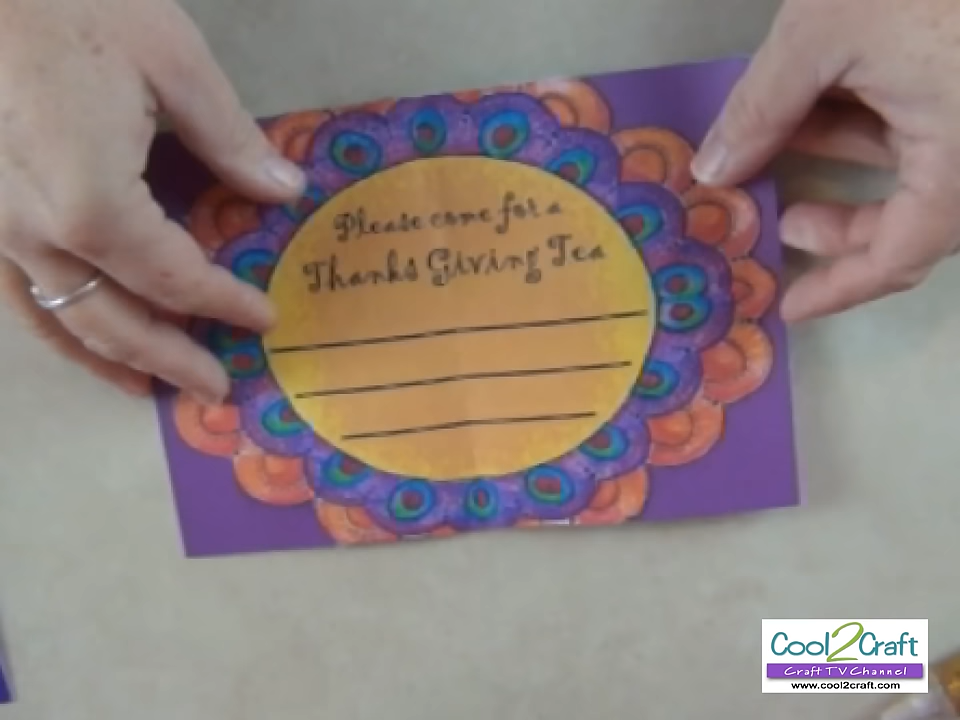 Please come for a
Thanks Giving Tea
Cool2Craft
Craft TV Channel
www.cool2craft.com